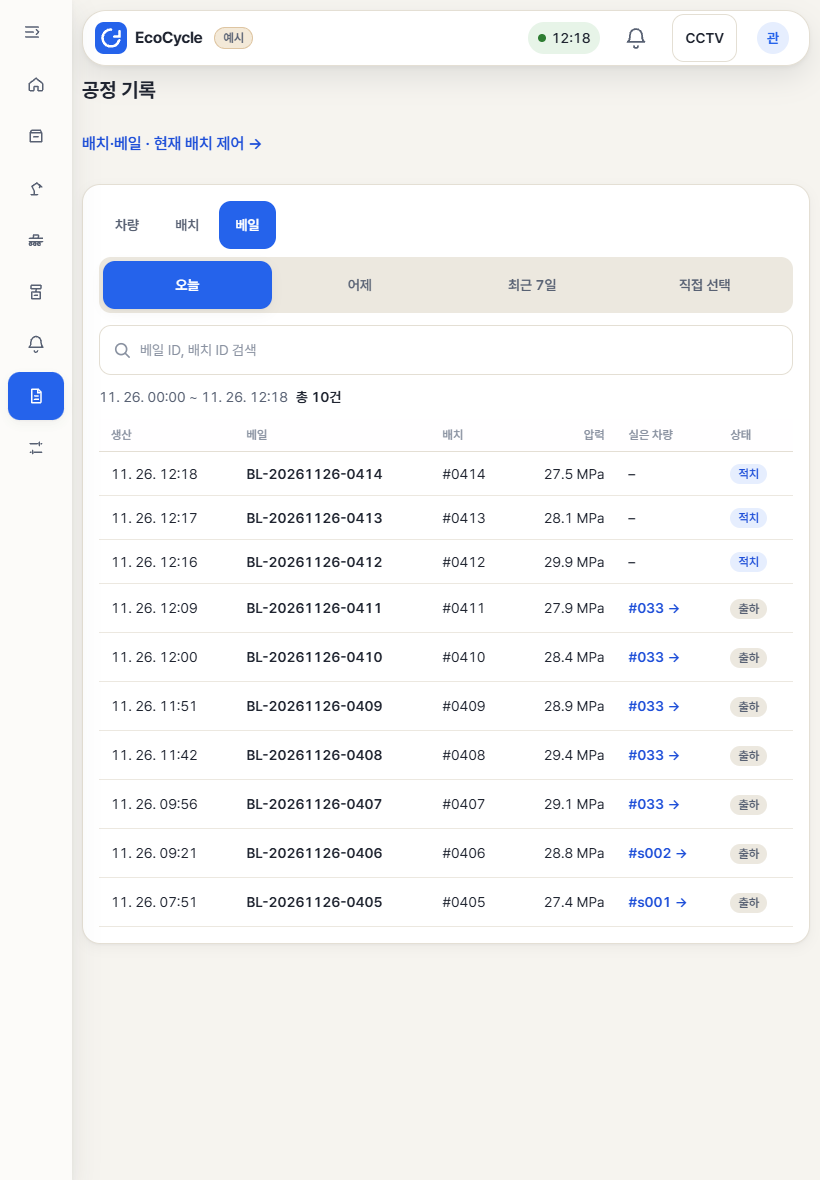 EcoCycle 예시 12:18 CCTV 관
공정 기록
배치·베일 · 현재 배치 제어 →
차량 배치 베일
오늘 어제 최근 7일 직접 선택
베일 ID, 배치 ID 검색
11. 26. 00:00 ~ 11. 26. 12:18 총 10건
생산 베일 배치 압력 실은 차량 상태
11. 26. 12:18 BL-20261126-0414 #0414 27.5 MPa – 적치
11. 26. 12:17 BL-20261126-0413 #0413 28.1 MPa – 적치
11. 26. 12:16 BL-20261126-0412 #0412 29.9 MPa – 적치
11. 26. 12:09 BL-20261126-0411 #0411 27.9 MPa #033 → 출하
11. 26. 12:00 BL-20261126-0410 #0410 28.4 MPa #033 → 출하
11. 26. 11:51 BL-20261126-0409 #0409 28.9 MPa #033 → 출하
11. 26. 11:42 BL-20261126-0408 #0408 29.4 MPa #033 → 출하
11. 26. 09:56 BL-20261126-0407 #0407 29.1 MPa #033 → 출하
11. 26. 09:21 BL-20261126-0406 #0406 28.8 MPa #s002 → 출하
11. 26. 07:51 BL-20261126-0405 #0405 27.4 MPa #s001 → 출하